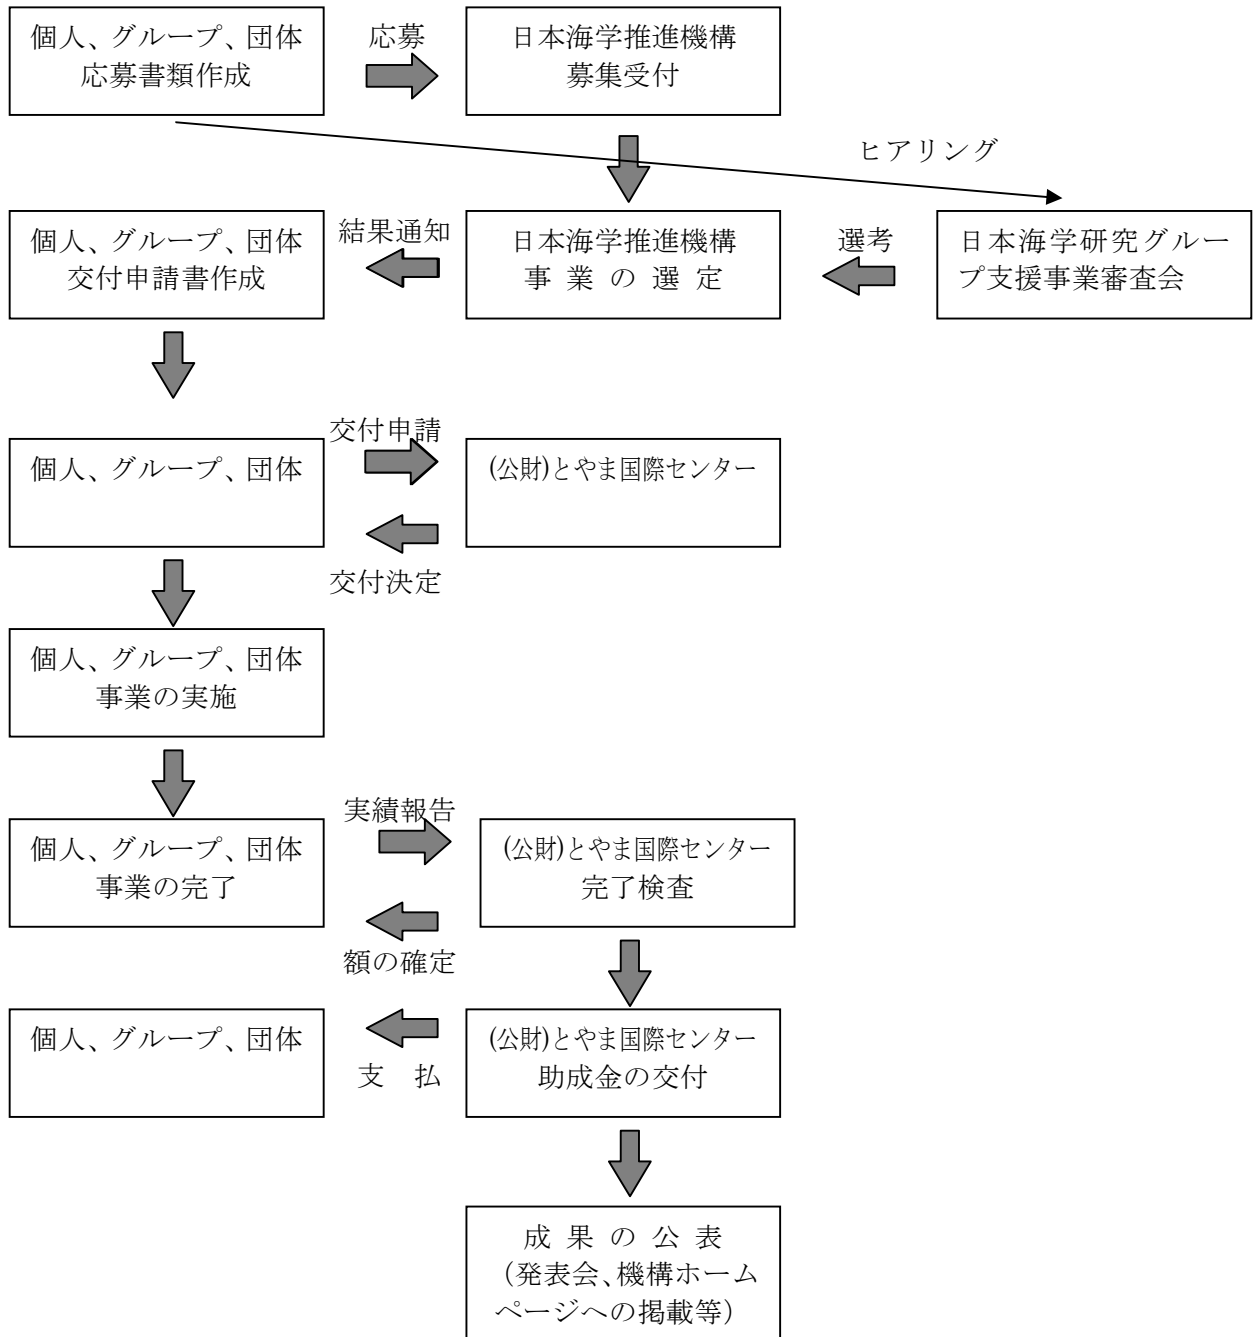 個人、グループ、団体
応募書類作成
応募
日本海学推進機構
募集受付
ヒアリング
個人、グループ、団体
交付申請書作成
結果通知
日本海学推進機構
事業の選定
選考
日本海学研究グルー
プ支援事業審査会
個人、グループ、団体
交付申請
(公財)とやま国際センター
交付決定
個人、グループ、団体
事業の実施
個人、グループ、団体
事業の完了
実績報告
(公財)とやま国際センター
完了検査
額の確定
個人、グループ、団体
支　払
(公財)とやま国際センター
助成金の交付
成果の公表
（発表会、機構ホーム
ページへの掲載等）